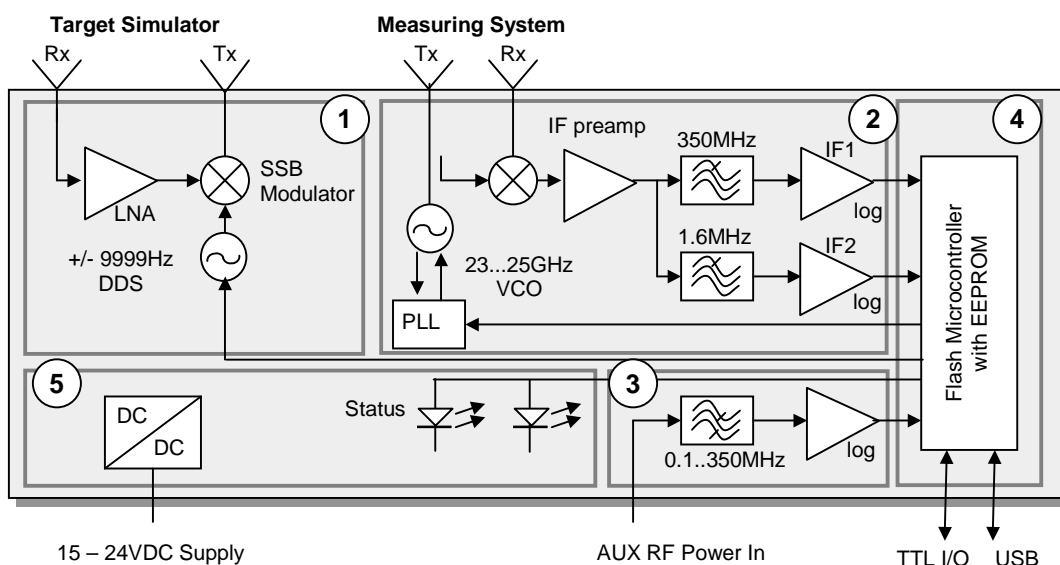 Target Simulator
Measuring System
Rx
Tx
Tx
Rx
1
2
4
IF preamp
350MHz
IF1
SSB
Modulator
LNA
log
+/- 9999Hz
DDS
1.6MHz
IF2
23...25GHz
VCO
log
PLL
Flash Microcontroller
with EEPROM
5
3
DC
DC
Status
0.1..350MHz
log
15 – 24VDC Supply
AUX RF Power In
TTL I/O
USB